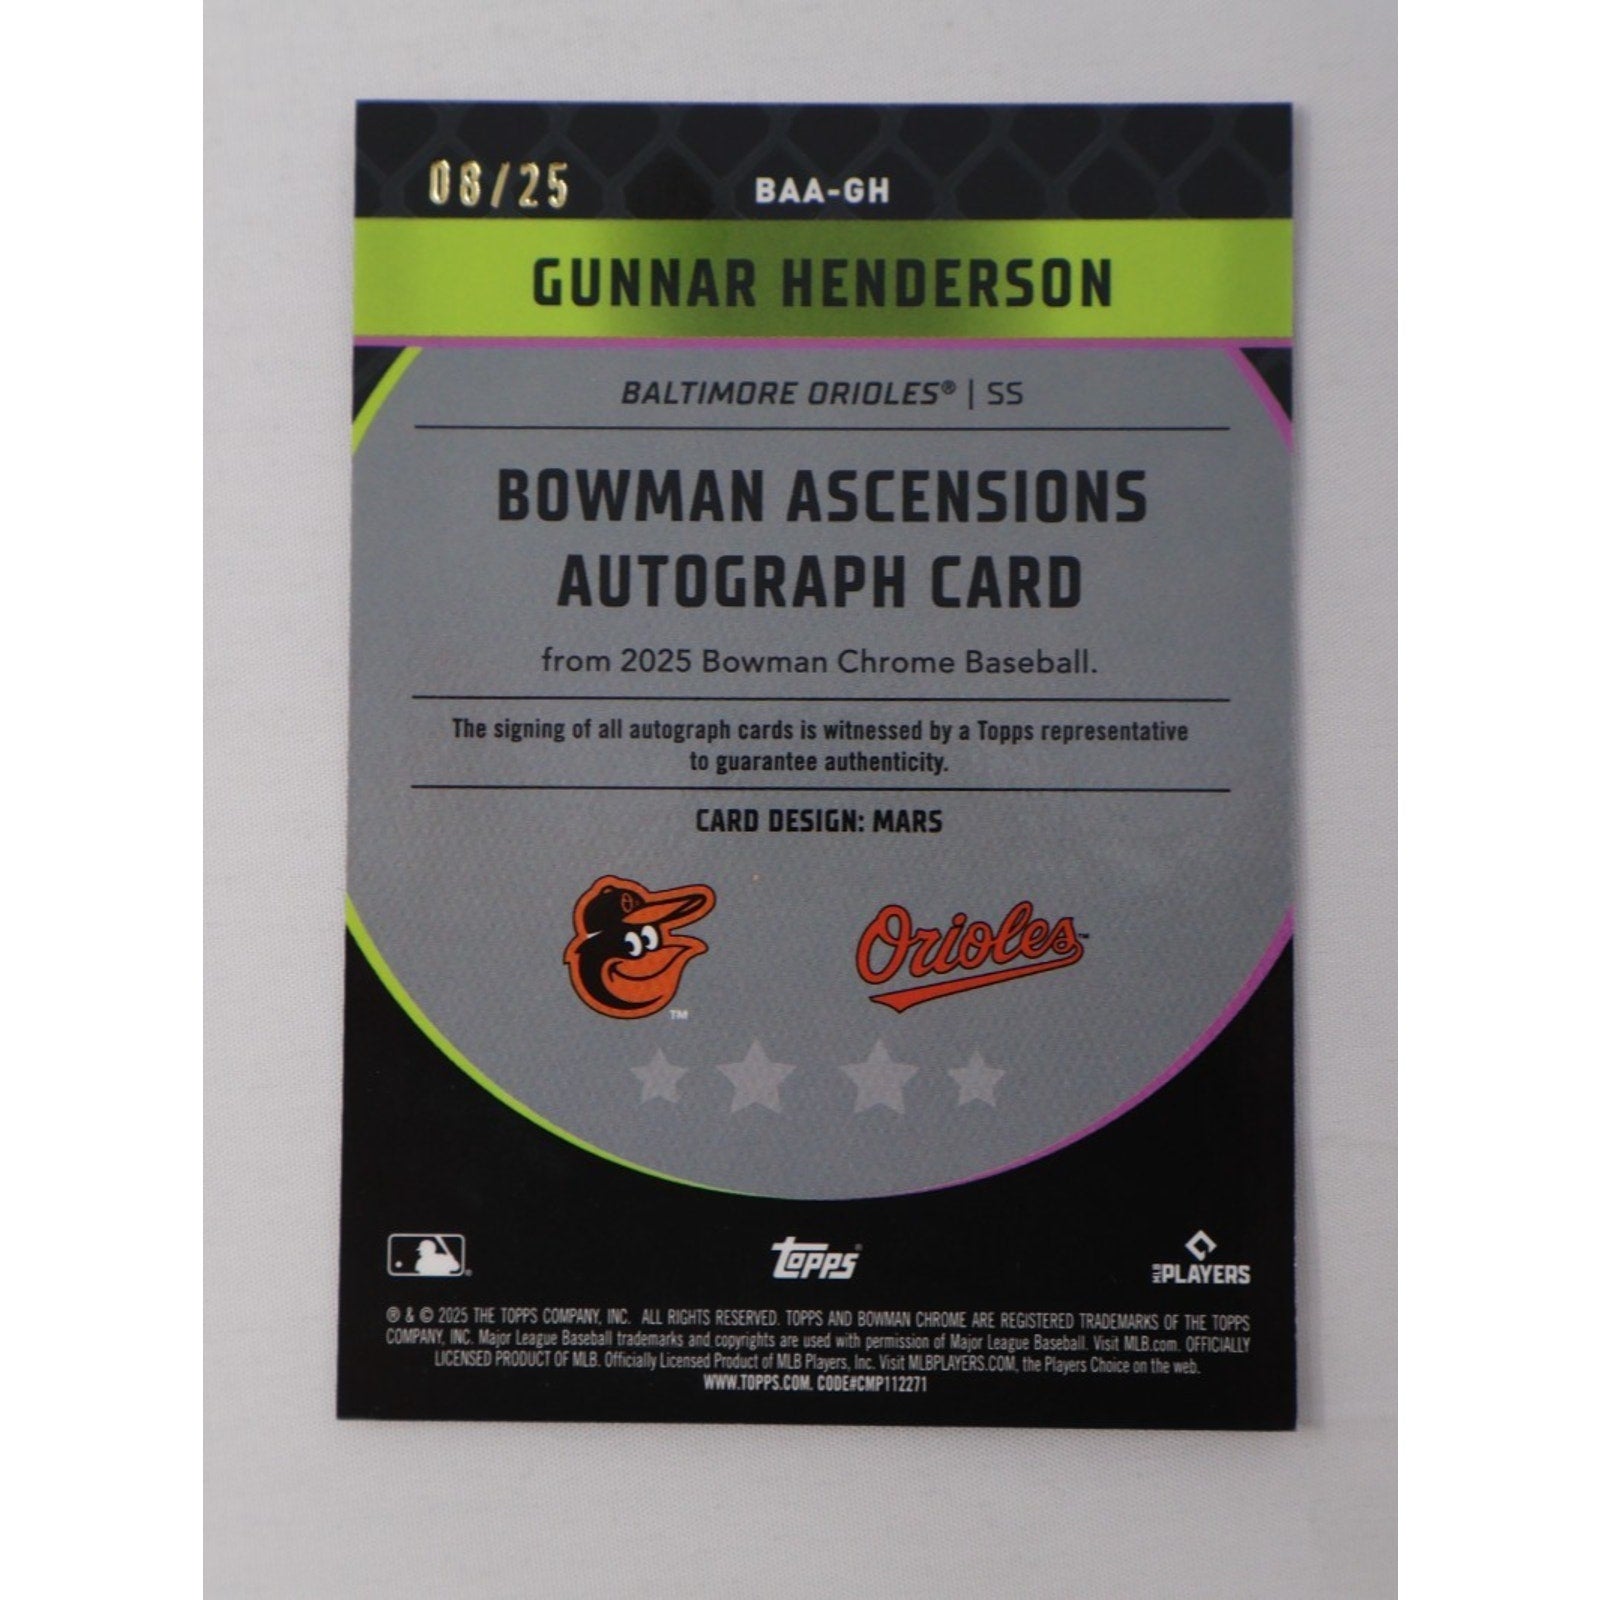 08/25
BAA-GH
GUNNAR HENDERSON
BALTIMORE ORIOLES® | SS
BOWMAN ASCENSIONS
AUTOGRAPH CARD
from 2025 Bowman Chrome Baseball.
The signing of all autograph cards is witnessed by a Topps representative
to guarantee authenticity.
CARD DESIGN: MARS
Orioles™
TM
topps®
MLB PLAYERS
® & © 2025 THE TOPPS COMPANY, INC. ALL RIGHTS RESERVED. TOPPS AND BOWMAN CHROME ARE REGISTERED TRADEMARKS OF THE TOPPS
COMPANY, INC. Major League Baseball trademarks and copyrights are used with permission of Major League Baseball. Visit MLB.com. OFFICIALLY
LICENSED PRODUCT OF MLB. Officially Licensed Product of MLB Players, Inc. Visit MLBPLAYERS.COM, the Players Choice on the web.
WWW.TOPPS.COM. CODE#CMP112271